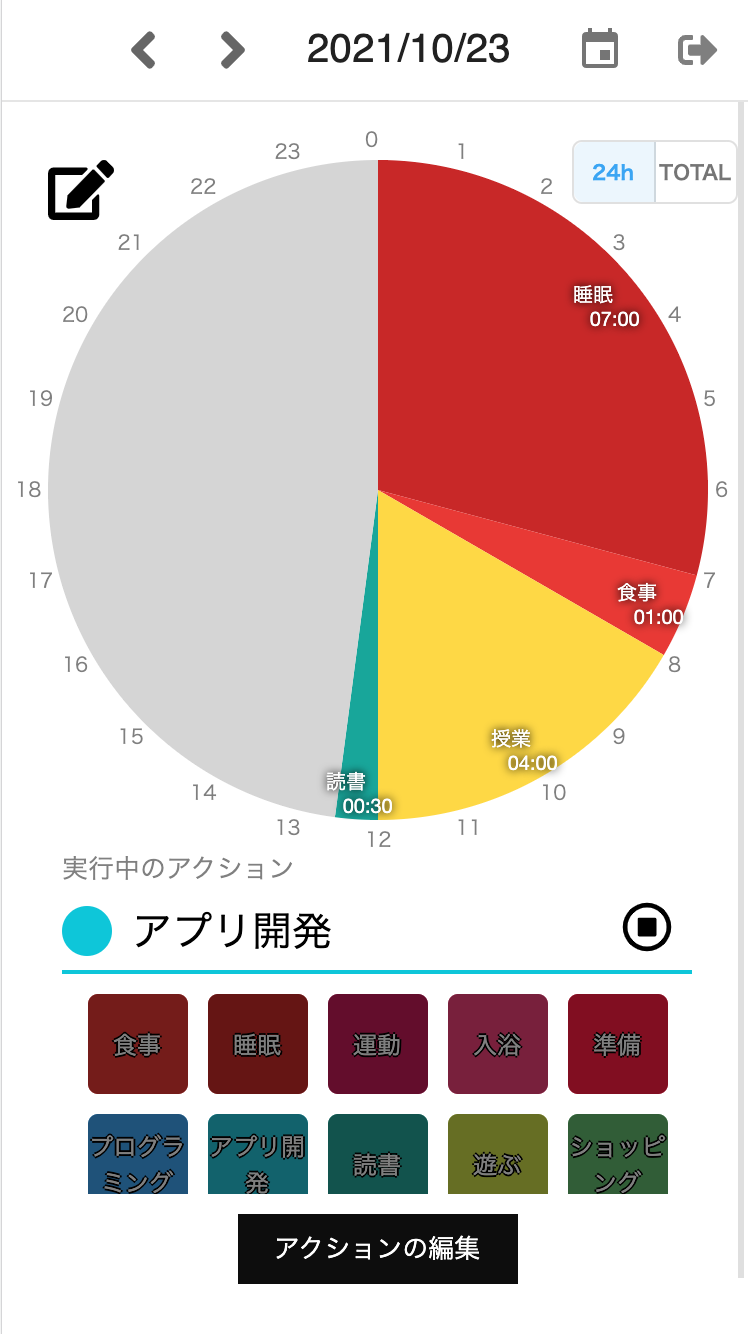 2021/10/23
24h
TOTAL
0
1
2
3
4
5
6
7
8
9
10
11
12
13
14
15
16
17
18
19
20
21
22
23
睡眠
07:00
食事
01:00
授業
04:00
読書
00:30
実行中のアクション
アプリ開発
食事
睡眠
運動
入浴
準備
プログラ
ミング
アプリ開
発
読書
遊ぶ
ショッピ
ング
アクションの編集